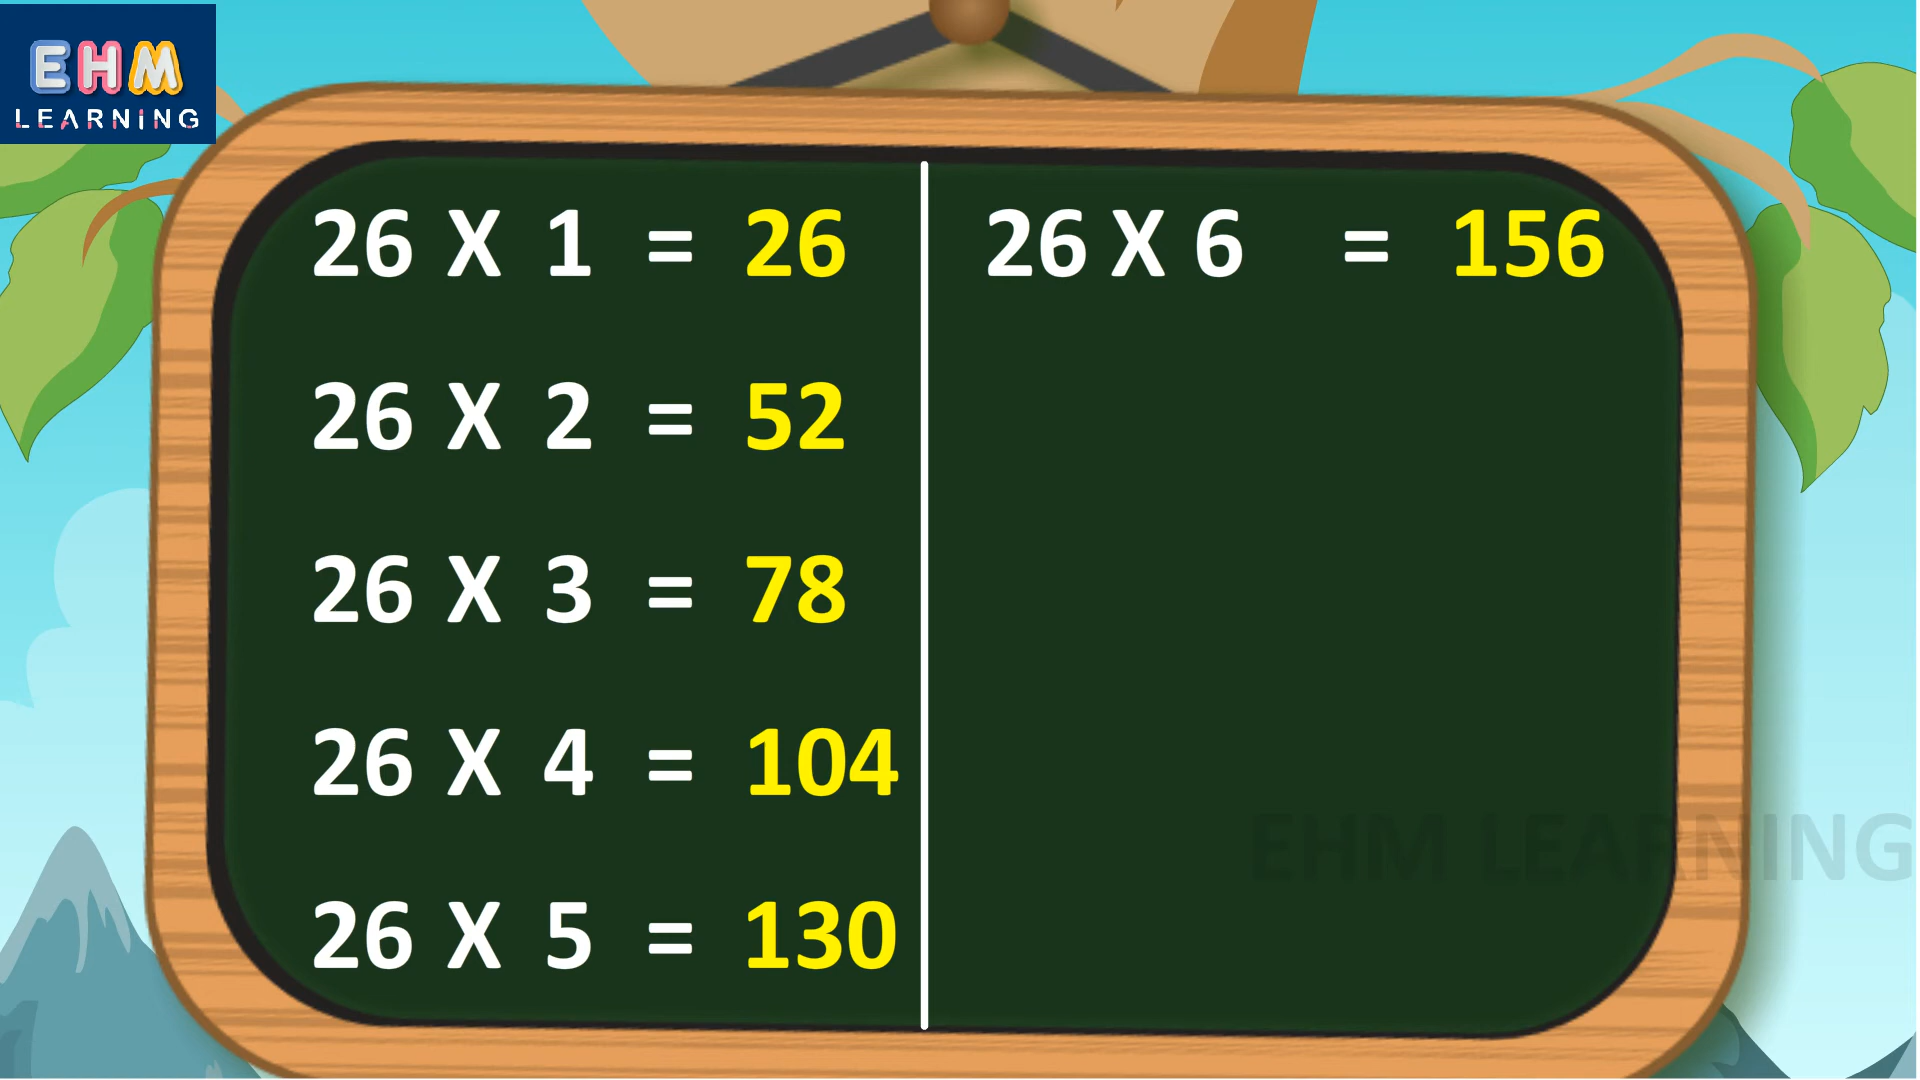 EHM
LEARNING
26 X 1 = 26
26 X 2 = 52
26 X 3 = 78
26 X 4 = 104
26 X 5 = 130
26 X 6 = 156
EHM LEARNING